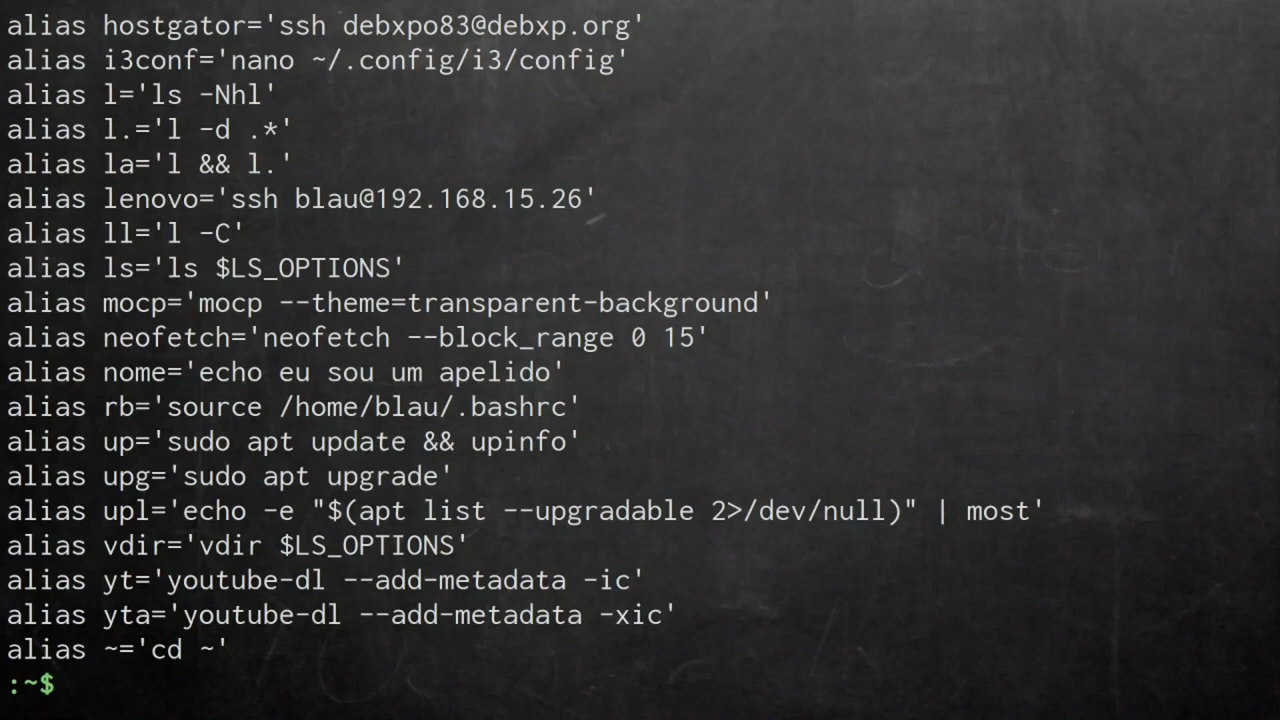 alias hostgator='ssh debxpo83@debxp.org'
alias i3conf='nano ~/.config/i3/config'
alias l='ls -Nhl'
alias l.='l -d .*'
alias la='l && l.'
alias lenovo='ssh blau@192.168.15.26'
alias ll='l -C'
alias ls='ls $LS_OPTIONS'
alias mocp='mocp --theme=transparent-background'
alias neofetch='neofetch --block_range 0 15'
alias nome='echo eu sou um apelido'
alias rb='source /home/blau/.bashrc'
alias up='sudo apt update && upinfo'
alias upg='sudo apt upgrade'
alias upl='echo -e "$(apt list --upgradable 2>/dev/null)" | most'
alias vdir='vdir $LS_OPTIONS'
alias yt='youtube-dl --add-metadata -ic'
alias yta='youtube-dl --add-metadata -xic'
alias ~='cd ~'
:~$